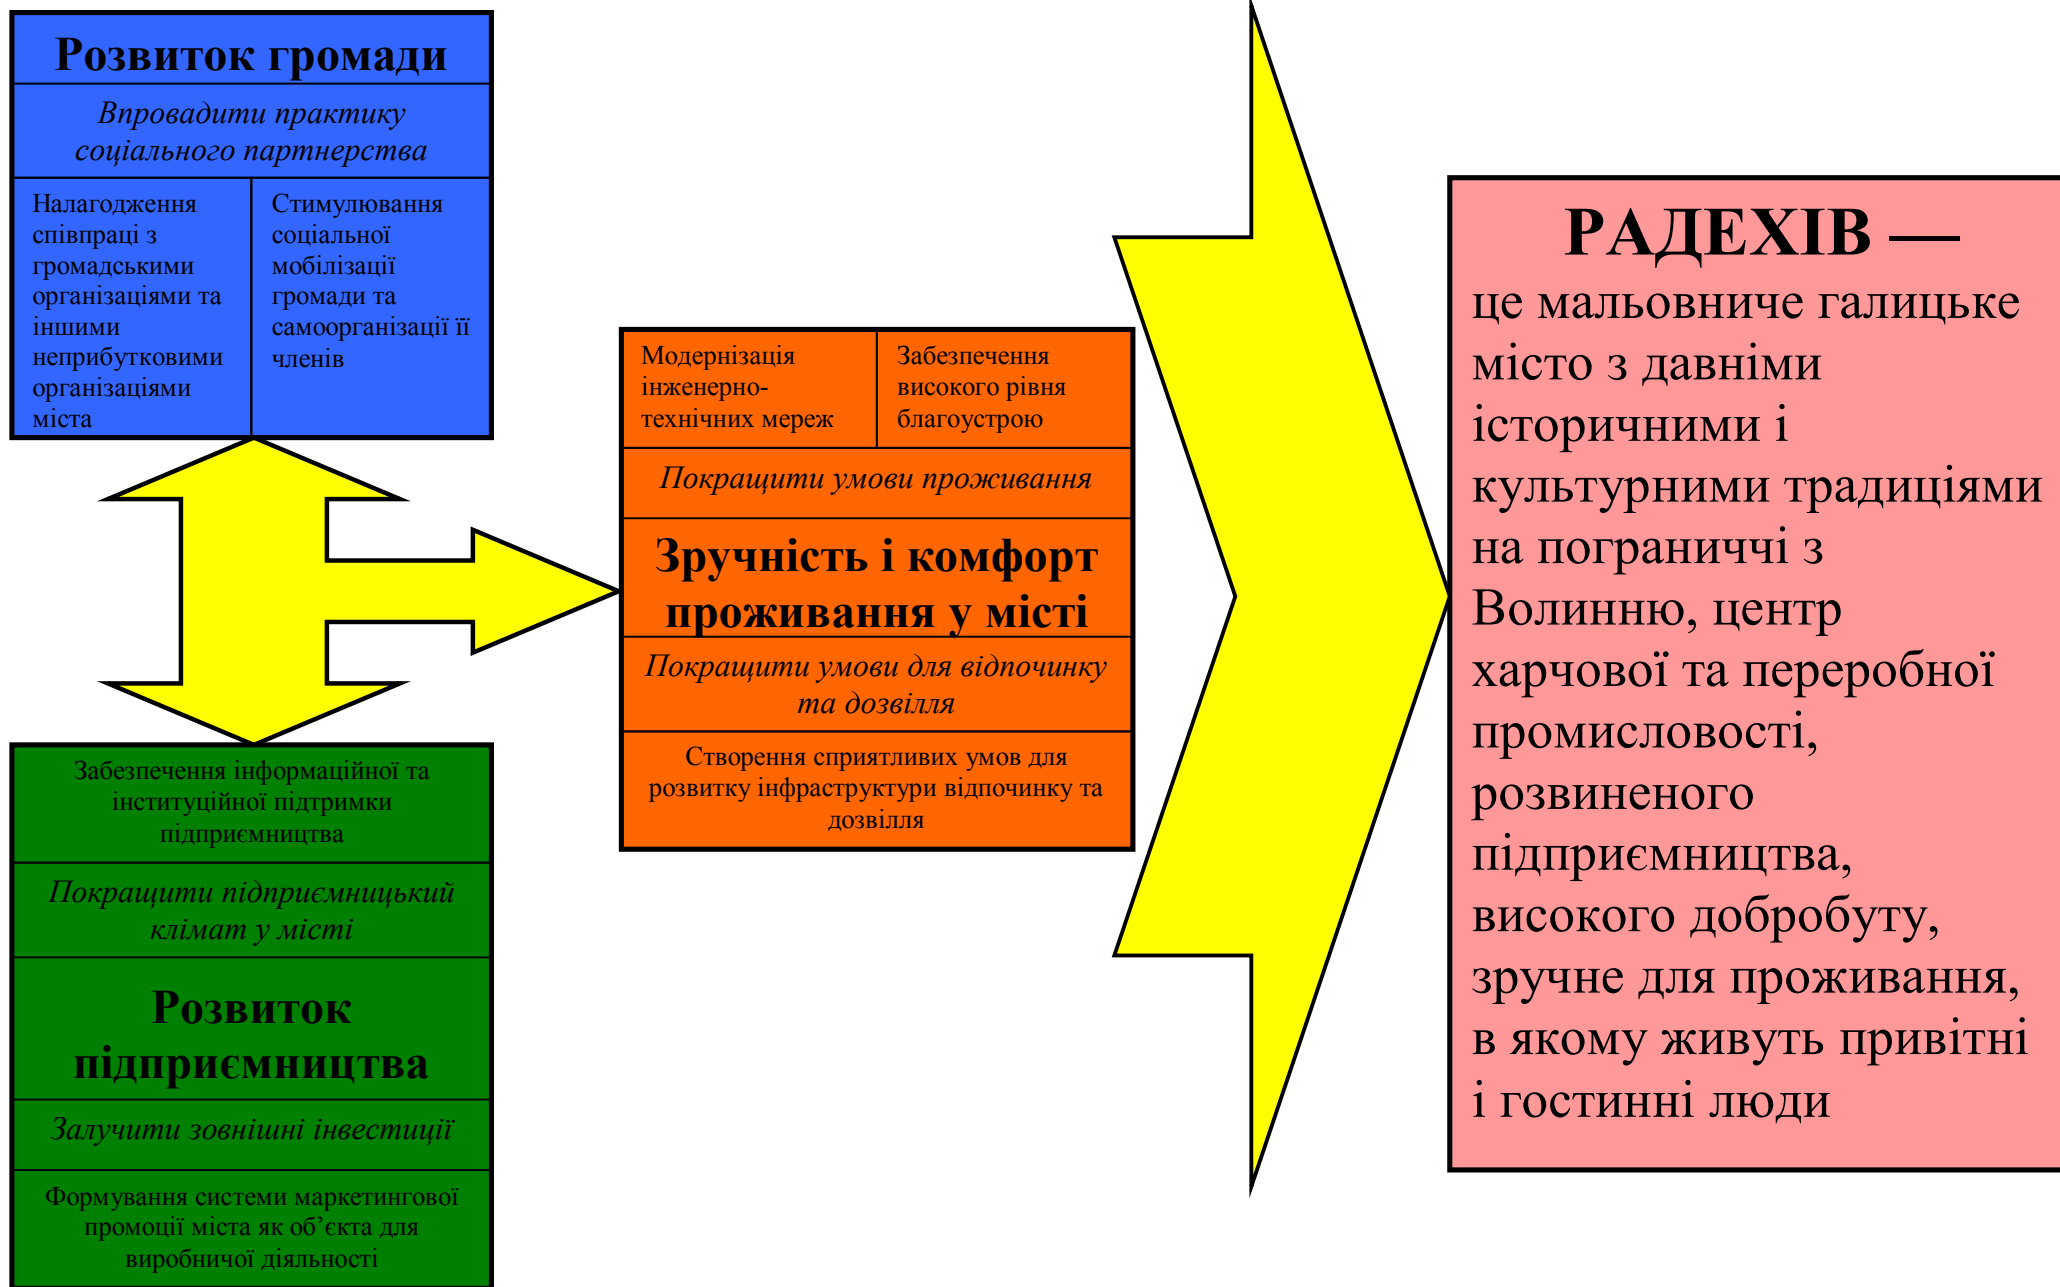 Розвиток громади
Впровадити практику
соціального партнерства
Налагодження
співпраці з
громадськими
організаціями та
іншими
неприбутковими
організаціями
міста
Стимулювання
соціальної
мобілізації
громади та
самоорганізації її
членів
Забезпечення інформаційної та
інституційної підтримки
підприємництва
Покращити підприємницький
клімат у місті
Розвиток
підприємництва
Залучити зовнішні інвестиції
Формування системи маркетингової
промоції міста як об’єкта для
виробничої діяльності
Модернізація
інженерно-
технічних мереж
Забезпечення
високого рівня
благоустрою
Покращити умови проживання
Зручність і комфорт
проживання у місті
Покращити умови для відпочинку
та дозвілля
Створення сприятливих умов для
розвитку інфраструктури відпочинку та
дозвілля
РАДЕХІВ —
це мальовниче галицьке
місто з давніми
історичними і
культурними традиціями
на пограниччі з
Волинню, центр
харчової та переробної
промисловості,
розвиненого
підприємництва,
високого добробуту,
зручне для проживання,
в якому живуть привітні
і гостинні люди